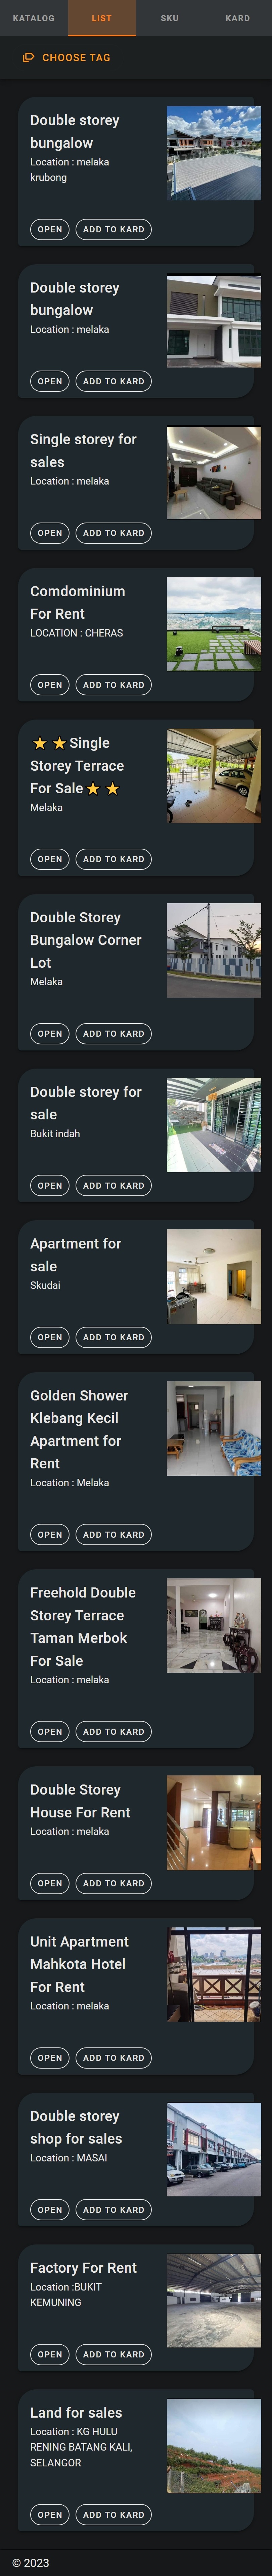 KATALOG LIST SKU KARD
CHOOSE TAG
Double storey
bungalow
Location : melaka
krubong
OPEN ADD TO KARD
Double storey
bungalow
Location : melaka
OPEN ADD TO KARD
Single storey for
sales
Location : melaka
OPEN ADD TO KARD
Comdominium
For Rent
LOCATION : CHERAS
OPEN ADD TO KARD
⭐⭐Single
Storey Terrace
For Sale⭐⭐
Melaka
OPEN ADD TO KARD
Double Storey
Bungalow Corner
Lot
Melaka
OPEN ADD TO KARD
Double storey for
sale
Bukit indah
OPEN ADD TO KARD
Apartment for
sale
Skudai
OPEN ADD TO KARD
Golden Shower
Klebang Kecil
Apartment for
Rent
Location : Melaka
OPEN ADD TO KARD
Freehold Double
Storey Terrace
Taman Merbok
For Sale
Location : melaka
OPEN ADD TO KARD
Double Storey
House For Rent
Location : melaka
OPEN ADD TO KARD
Unit Apartment
Mahkota Hotel
For Rent
Location : melaka
OPEN ADD TO KARD
Double storey
shop for sales
Location : MASAI
OPEN ADD TO KARD
Factory For Rent
Location :BUKIT
KEMUNING
OPEN ADD TO KARD
Land for sales
Location : KG HULU
RENING BATANG KALI,
SELANGOR
OPEN ADD TO KARD
© 2023